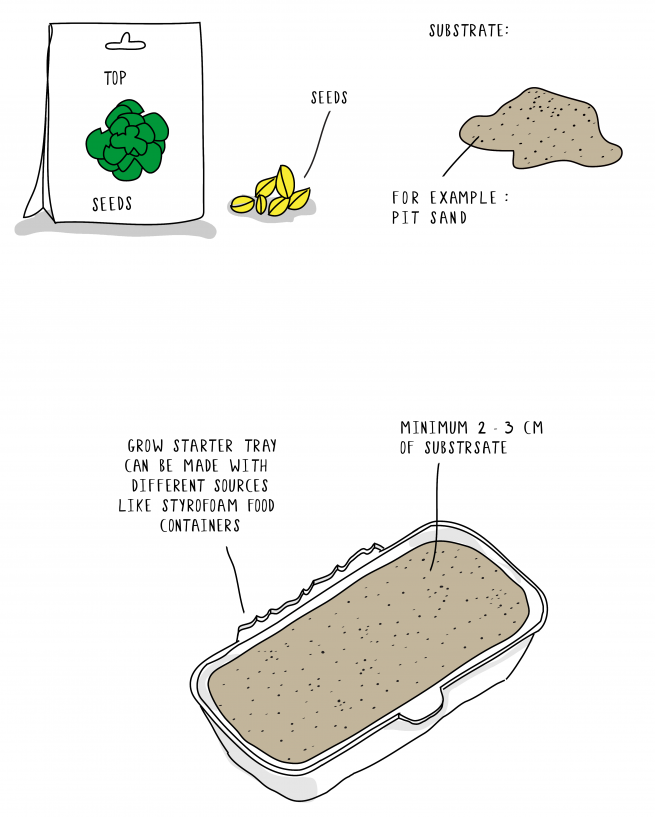 TOP
SEEDS
SEEDS
SUBSTRATE:
FOR EXAMPLE:
PIT SAND
GROW STARTER TRAY
CAN BE MADE WITH
DIFFERENT SOURCES
LIKE STYROFOAM FOOD
CONTAINERS
MINIMUM 2 - 3 CM
OF SUBSTRSATE